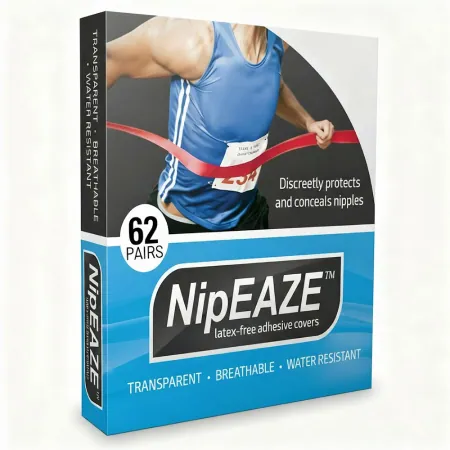 TRANSPARENT • BREATHABLE
• WATER RESISTANT
Discreetly protects
and conceals nipples
62
PAIRS
NipEAZE™
latex-free adhesive covers
TRANSPARENT • BREATHABLE • WATER RESISTANT
NipEAZE™